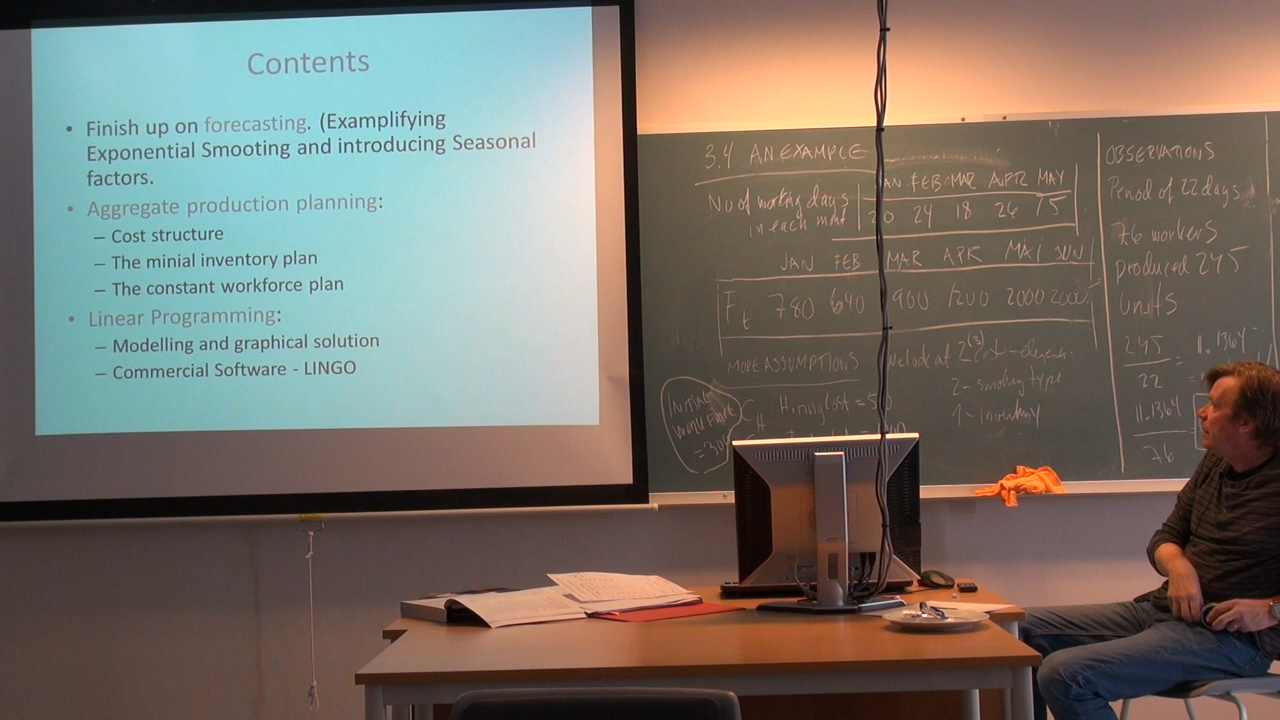 Contents
• Finish up on forecasting. (Examplifying
Exponential Smooting and introducing Seasonal
factors.
• Aggregate production planning:
– Cost structure
– The minial inventory plan
– The constant workforce plan
• Linear Programming:
– Modelling and graphical solution
– Commercial Software - LINGO
3.4 AN EXAMPLE
No of working days
in each
FEB MAR APR MAY
24 18 26 15
JAN FEB MAR APR MAI JUN
Ft 780 640 900 1200 2000 2000
MORE ASSUMPTIONS
We look at
2 - smoothing type
1 - inventory
INITIAL
WORKFORCE
= 300
CH Hiring Cost =
OBSERVATIONS
Period of 22 days
76 workers
produced 245
units
245
22
=
11.1364
11.1364
76